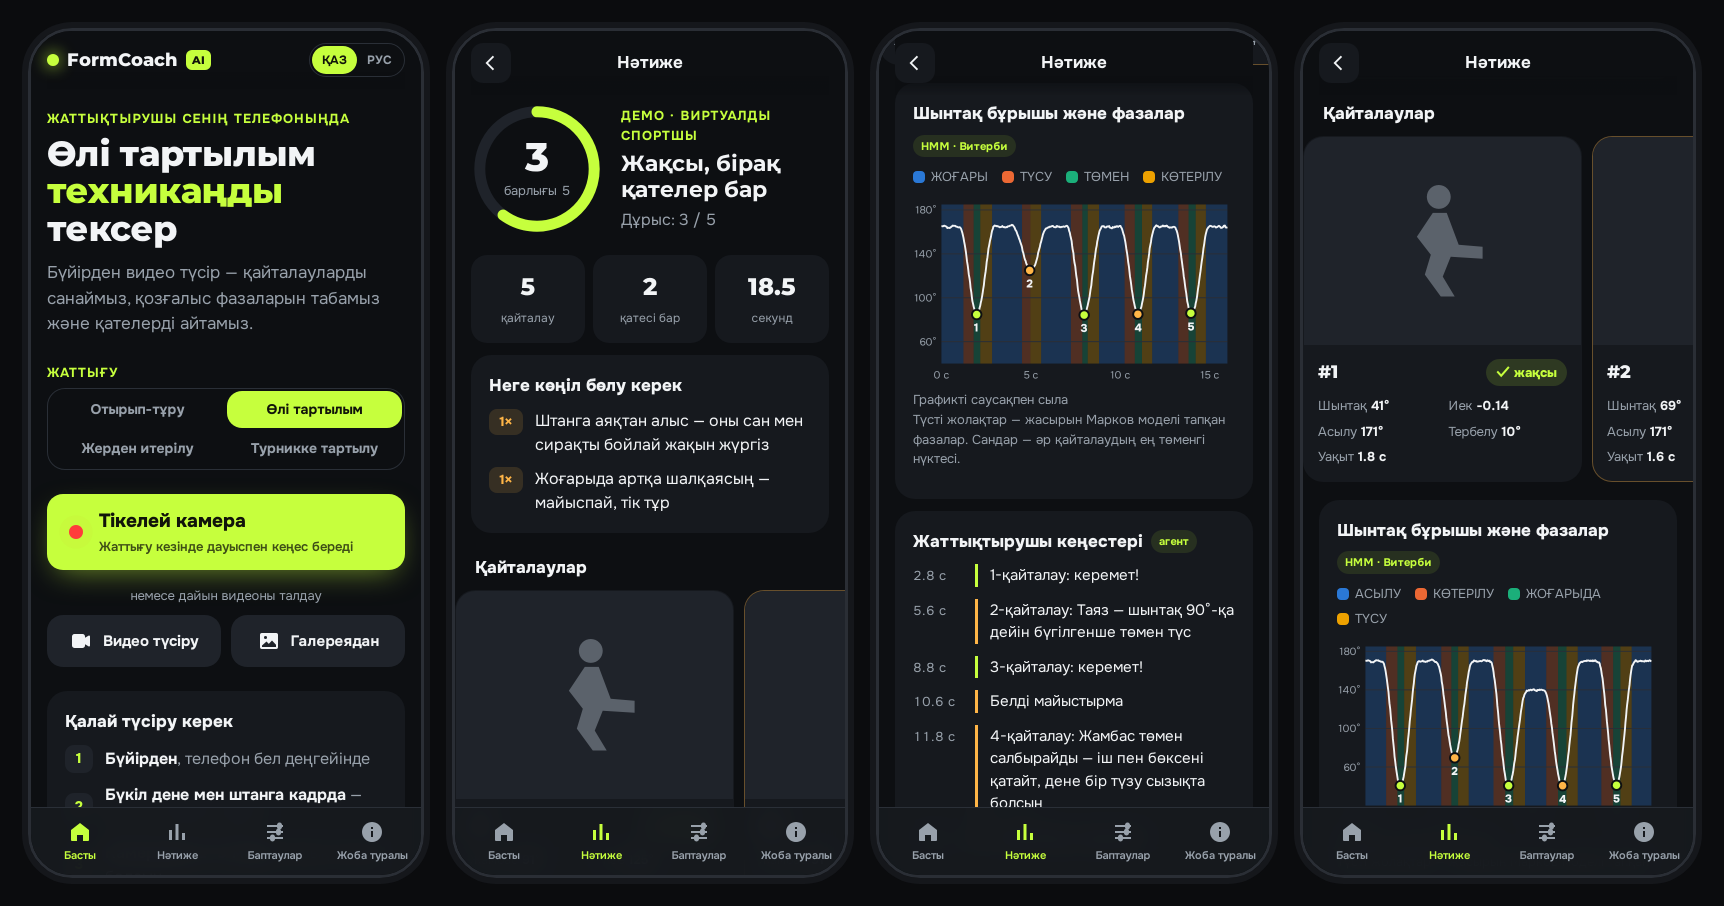 FormCoach AI
ҚАЗ РУС
ЖАТТЫҚТЫРУШЫ СЕНІҢ ТЕЛЕФОНЫҢДА
Өлі тартылым
техникаңды
тексер
Бүйірден видео түсір — қайталауларды
санаймыз, қозғалыс фазаларын табамыз
және қателерді айтамыз.
ЖАТТЫҒУ
Отырып-тұру Өлі тартылым
Жерден итерілу Турникке тартылу
Тікелей камера
Жаттығу кезінде дауыспен кеңес береді
немесе дайын видеоны талдау
Видео түсіру Галереядан
Қалай түсіру керек
1 Бүйірден, телефон бел деңгейінде
2 Бүкіл дене мен штанга кадрда —
Басты Нәтиже Баптаулар Жоба туралы
Нәтиже
3
барлығы 5
ДЕМО · ВИРТУАЛДЫ
СПОРТШЫ
Жақсы, бірақ
қателер бар
Дұрыс: 3 / 5
5 2 18.5
қайталау қатесі бар секунд
Неге көңіл бөлу керек
1× Штанга аяқтан алыс — оны сан мен
сирақты бойлай жақын жүргіз
1× Жоғарыда артқа шалқаясың —
майыспай, тік тұр
Қайталаулар
Басты Нәтиже Баптаулар Жоба туралы
Нәтиже
Шынтақ бұрышы және фазалар
HMM · Витерби
ЖОҒАРЫ ТҮСУ ТӨМЕН КӨТЕРІЛУ
180°
140°
100°
60°
1 2 3 4 5
0 с 5 с 10 с 15 с
Графикті саусақпен сыла
Түсті жолақтар — жасырын Марков моделі тапқан
фазалар. Сандар — әр қайталаудың ең төменгі
нүктесі.
Жаттықтырушы кеңестері агент
2.8 с 1-қайталау: керемет!
5.6 с 2-қайталау: Таяз — шынтақ 90°-қа
дейін бүгілгенше төмен түс
8.8 с 3-қайталау: керемет!
10.6 с Белді майыстырма
11.8 с 4-қайталау: Жамбас төмен
салбырайды — іш пен бөксені
қатайт, дене бір түзу сызықта
болсын
Басты Нәтиже Баптаулар Жоба туралы
Нәтиже
Қайталаулар
#1 жақсы
Шынтақ 41° Иек -0.14
Асылу 171° Тербелу 10°
Уақыт 1.8 с
#2
Шынтақ 69°
Асылу 171°
Уақыт 1.6 с
Шынтақ бұрышы және фазалар
HMM · Витерби
АСЫЛУ КӨТЕРІЛУ ЖОҒАРЫДА
ТҮСУ
180°
140°
100°
60°
1 2 3 4 5
Басты Нәтиже Баптаулар Жоба туралы